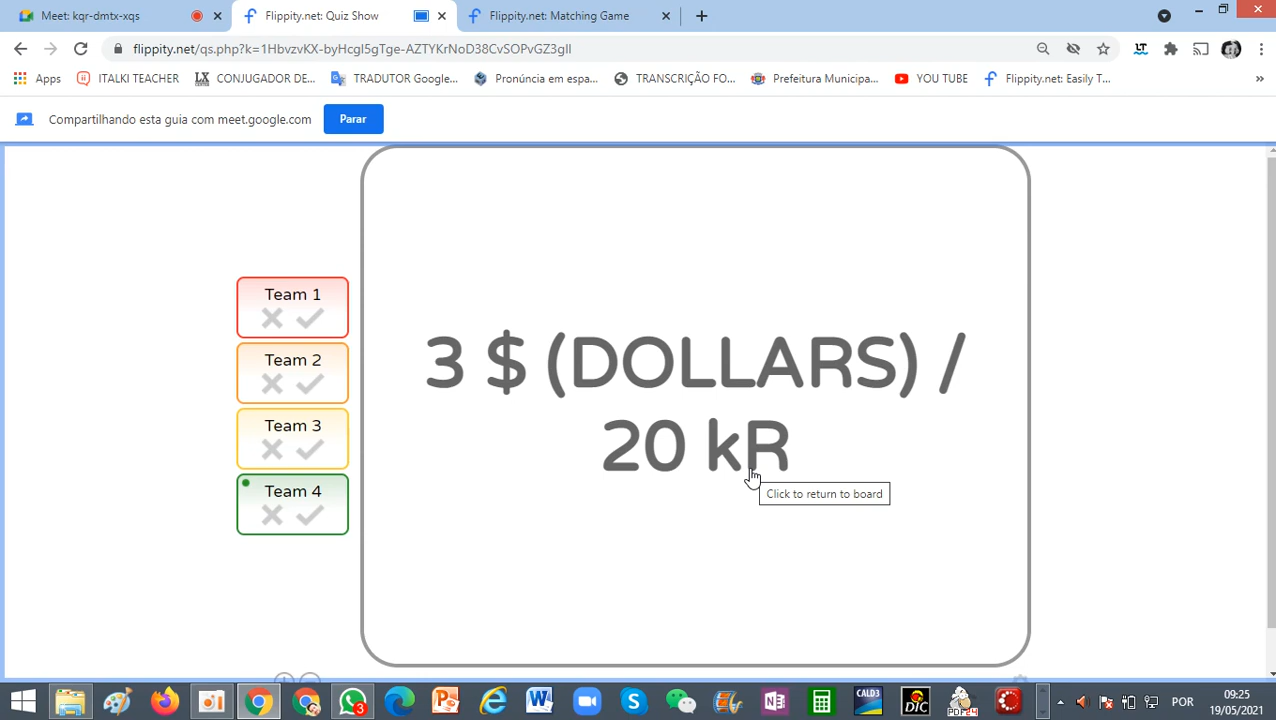 Meet: kqr-dmtx-xqs
Flippity.net: Quiz Show
Flippity.net: Matching Game
flippity.net/qs.php?k=1HbvzvKX-byHcgI5gTge-AZTYKrNoD38CvSOPvGZ3gII
Apps
ITALKI TEACHER
CONJUGADOR DE...
TRADUTOR Google...
Pronúncia em espa...
TRANSCRIÇÃO FO...
Prefeitura Municipa...
YOU TUBE
Flippity.net: Easily T...
»
Compartilhando esta guia com meet.google.com
Parar
Team 1
Team 2
Team 3
Team 4
3 $ (DOLLARS) /
20 kR
Click to return to board
POR
09:25
19/05/2021